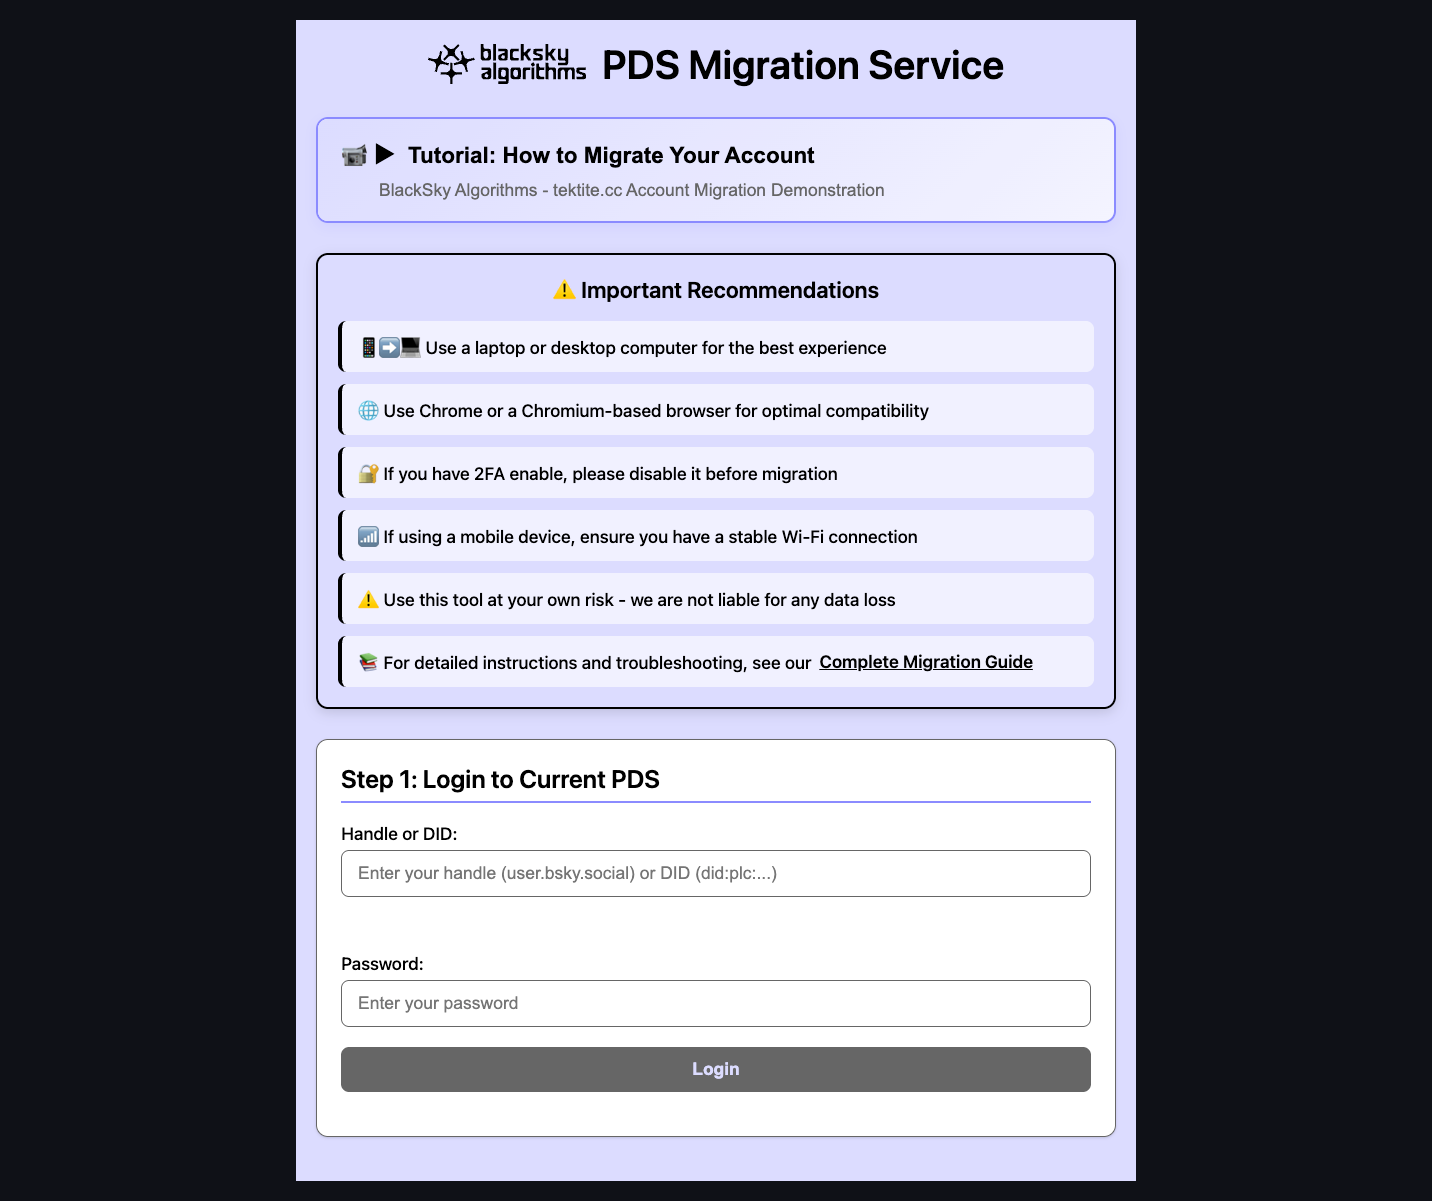 blacksky
algorithms
PDS Migration Service
Tutorial: How to Migrate Your Account
BlackSky Algorithms - tektite.cc Account Migration Demonstration
Important Recommendations
Use a laptop or desktop computer for the best experience
Use Chrome or a Chromium-based browser for optimal compatibility
If you have 2FA enable, please disable it before migration
If using a mobile device, ensure you have a stable Wi-Fi connection
Use this tool at your own risk - we are not liable for any data loss
For detailed instructions and troubleshooting, see our Complete Migration Guide
Step 1: Login to Current PDS
Handle or DID:
Enter your handle (user.bsky.social) or DID (did:plc:...)
Password:
Enter your password
Login